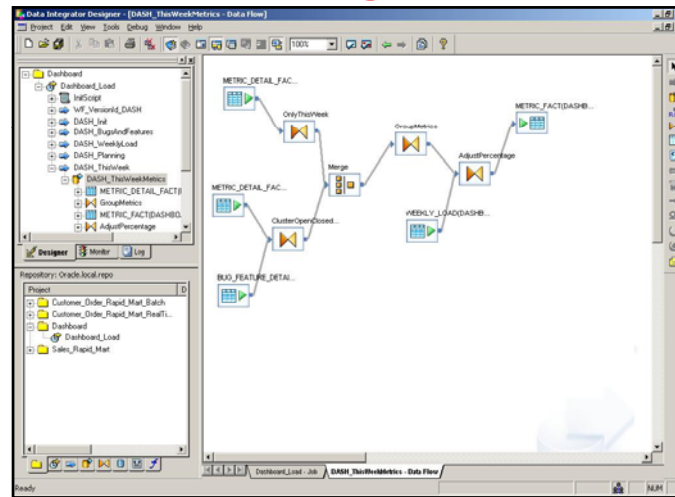 Data Integrator Designer - [DASH_ThisWeekMetrics - Data Flow]
Project Edit View Tools Debug Window Help
100%
Dashboard
Dashboard_Load
InitScript
WF_VersionId_DASH
DASH_Init
DASH_BugsAndFeatures
DASH_WeeklyLoad
DASH_Planning
DASH_ThisWeek
DASH_ThisWeekMetrics
METRIC_DETAIL_FACT(
GroupMetrics
METRIC_FACT(DASHBO
AdjustPercentage
Designer Monitor Log
Repository: Oracle.local.repo
Project D
Customer_Order_Rapid_Mart_Batch
Customer_Order_Rapid_Mart_RealTi...
Dashboard
Dashboard_Load
Sales_Rapid_Mart
METRIC_DETAIL_FAC...
OnlyThisWeek
METRIC_FACT(DASHB...
GroupMetrics
AdjustPercentage
Merge
METRIC_DETAIL_FAC...
WEEKLY_LOAD(DASHB...
ClusterOpenClosed...
BUG_FEATURE_DETAI...
Dashboard_Load - Job DASH_ThisWeekMetrics - Data Flow
Ready
NUM